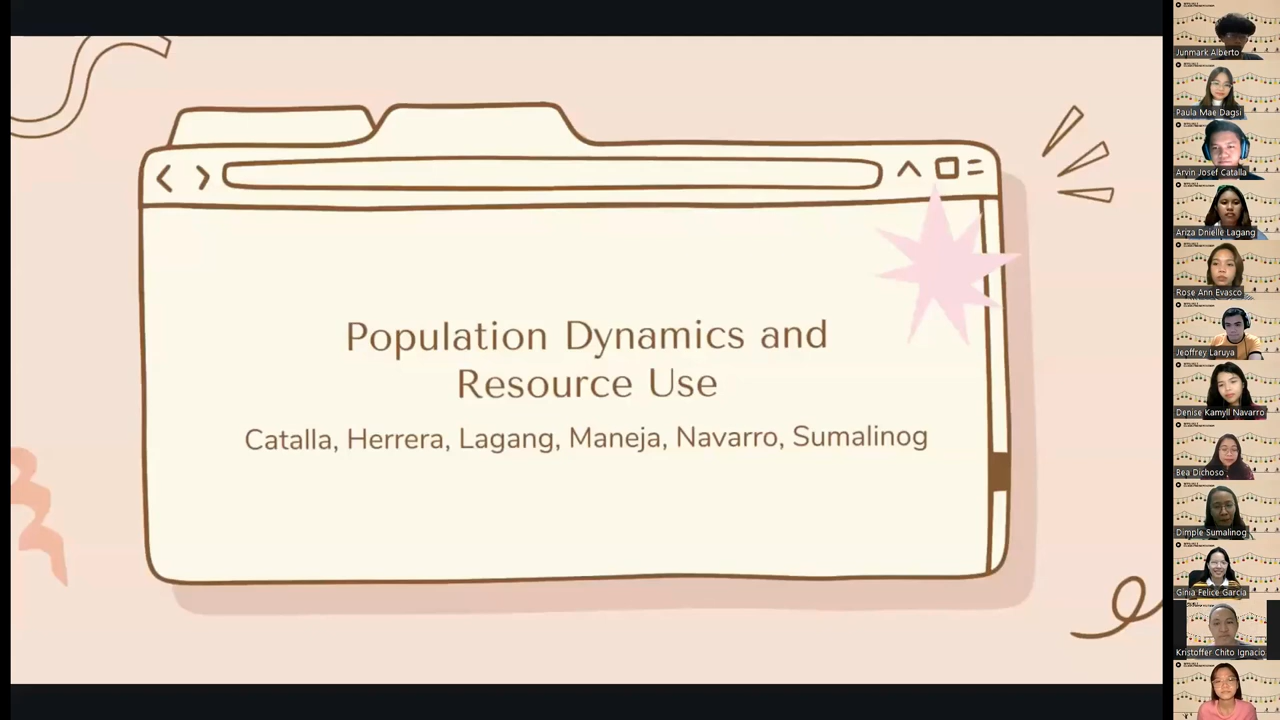 Population Dynamics and
Resource Use
Catalla, Herrera, Lagang, Maneja, Navarro, Sumalinog
Junmark Alberto
Paula Mae Dagsi
Arvin Josef Catalla
Ariza Dnielle Lagang
Rose Ann Evasco
Jeoffrey Laruya
Denise Kamyll Navarro
Bea Dichoso
Dimple Sumalinog
Ginia Felice Garcia
Kristoffer Chito Ignacio